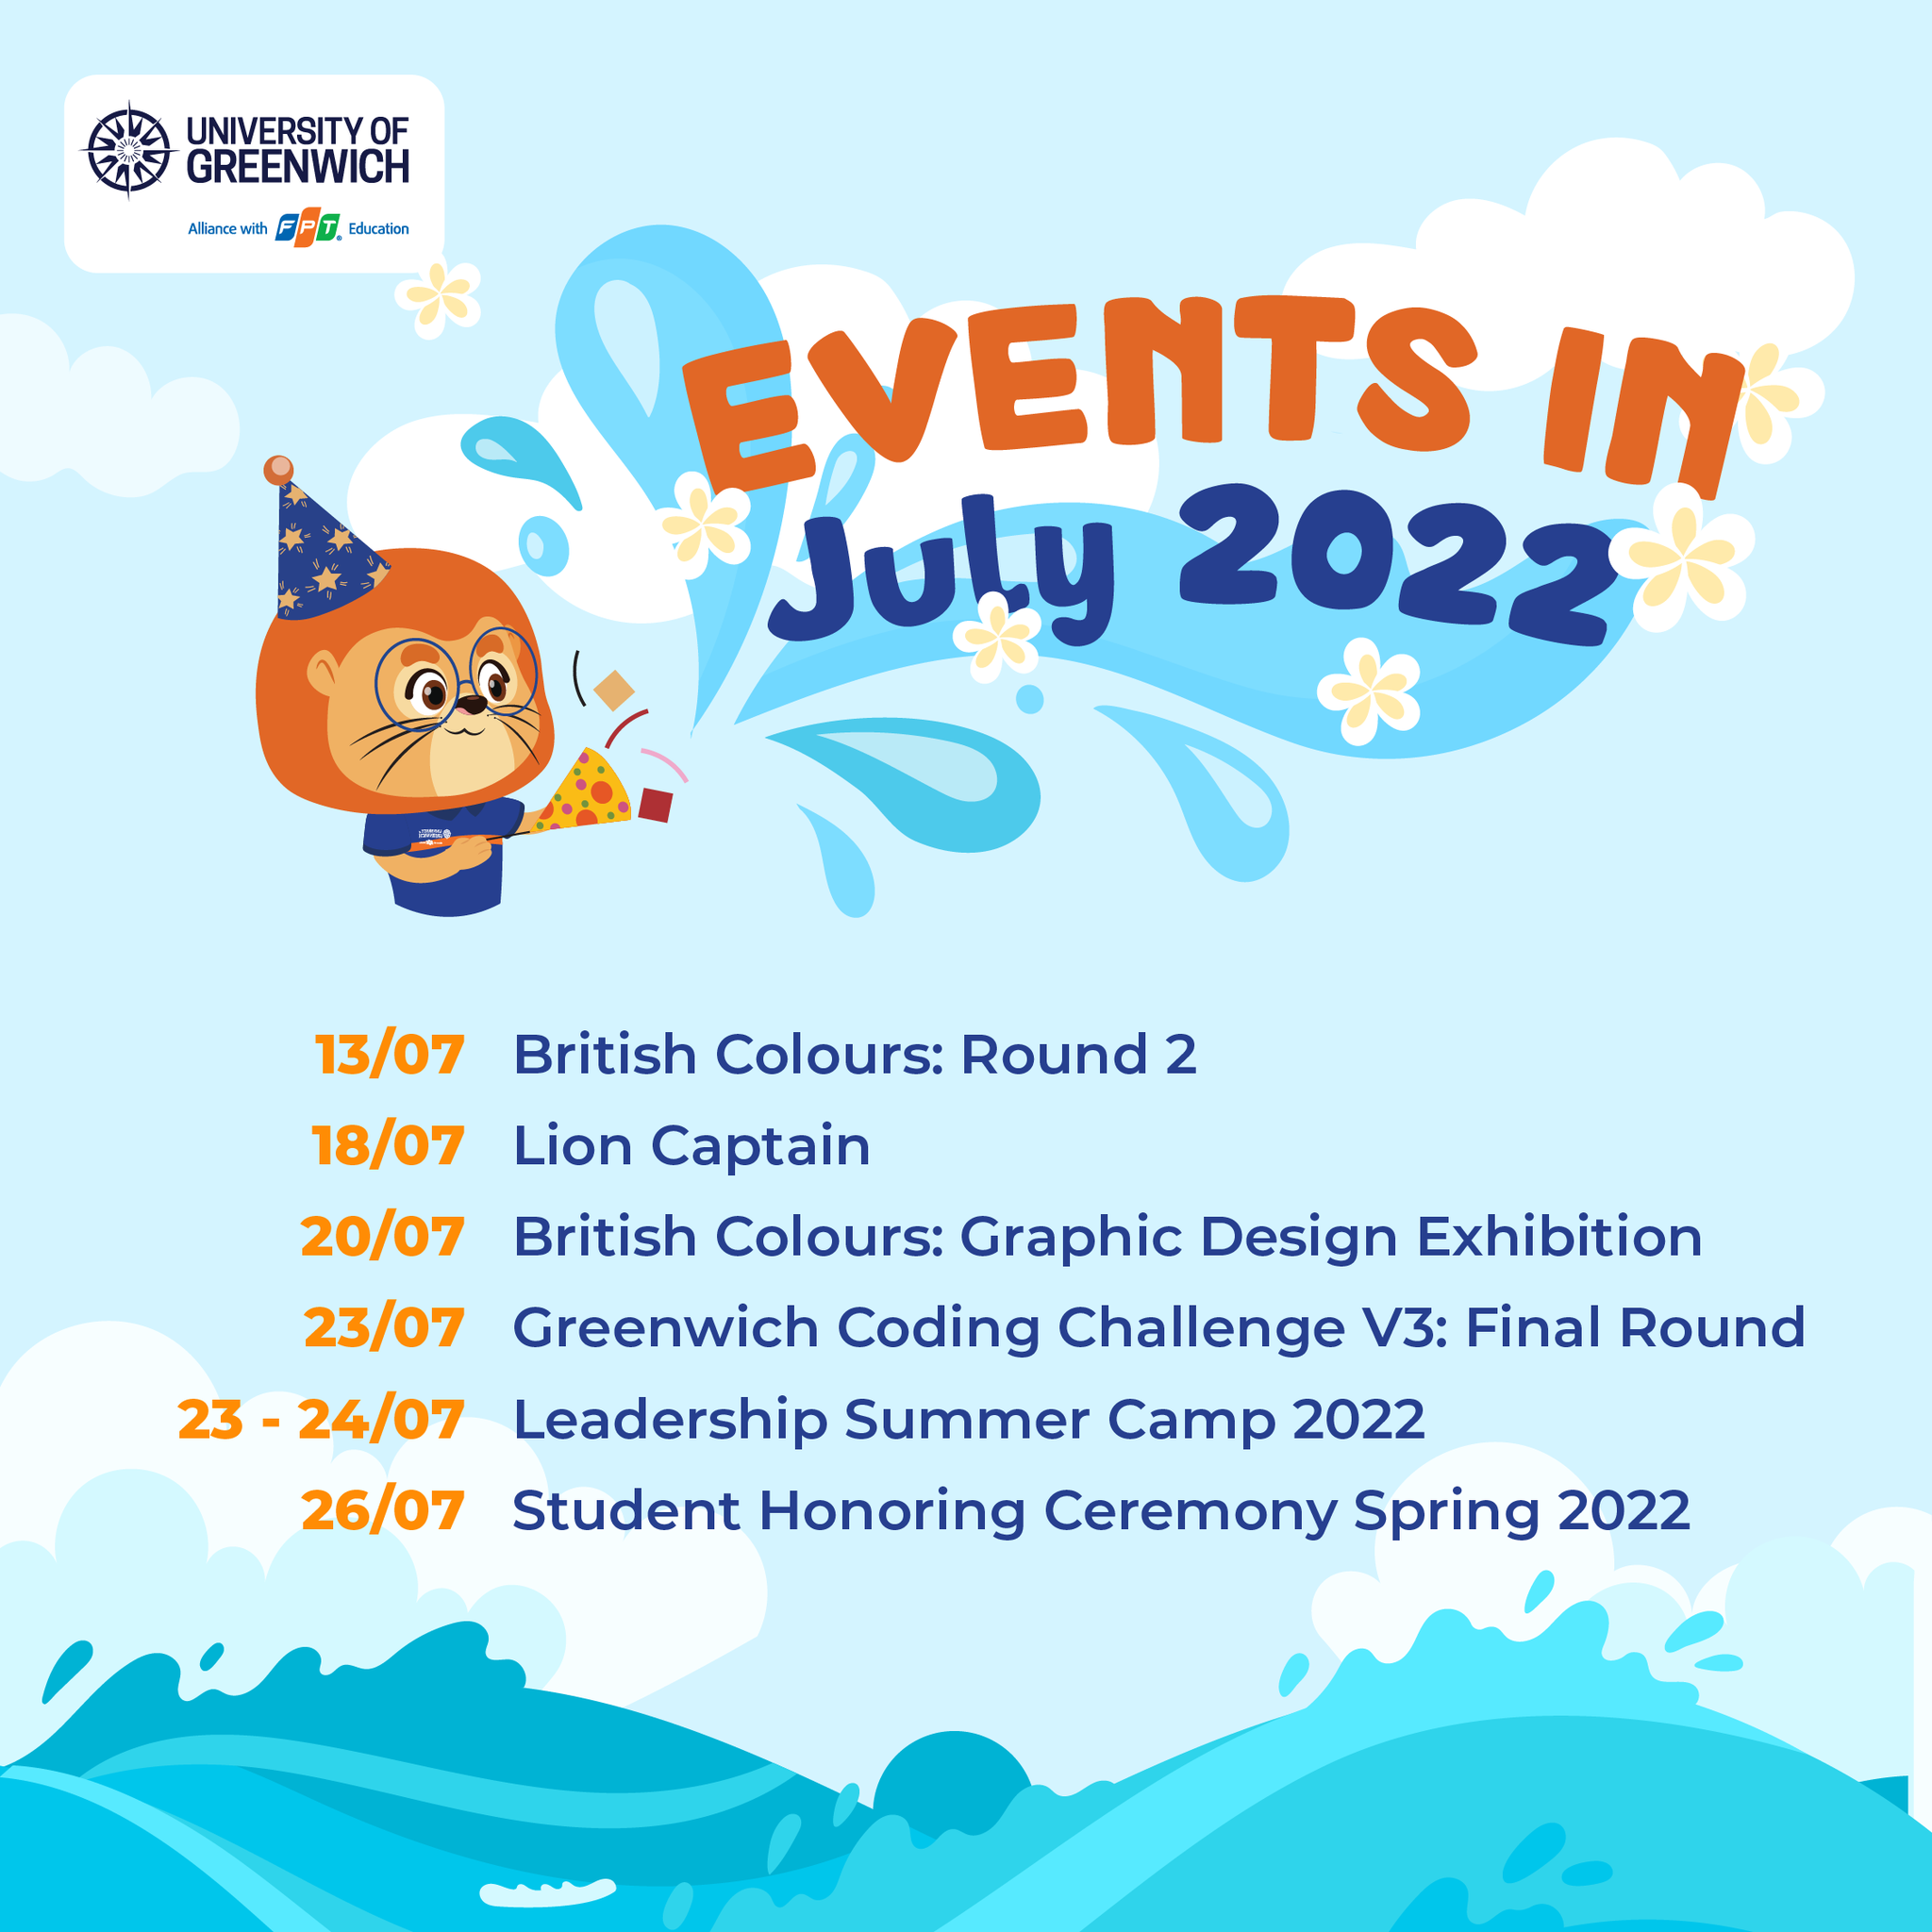 UNIVERSITY OF
GREENWICH
Alliance with FPT® Education
EVENTS IN
July 2022
13/07 British Colours: Round 2
18/07 Lion Captain
20/07 British Colours: Graphic Design Exhibition
23/07 Greenwich Coding Challenge V3: Final Round
23 - 24/07 Leadership Summer Camp 2022
26/07 Student Honoring Ceremony Spring 2022